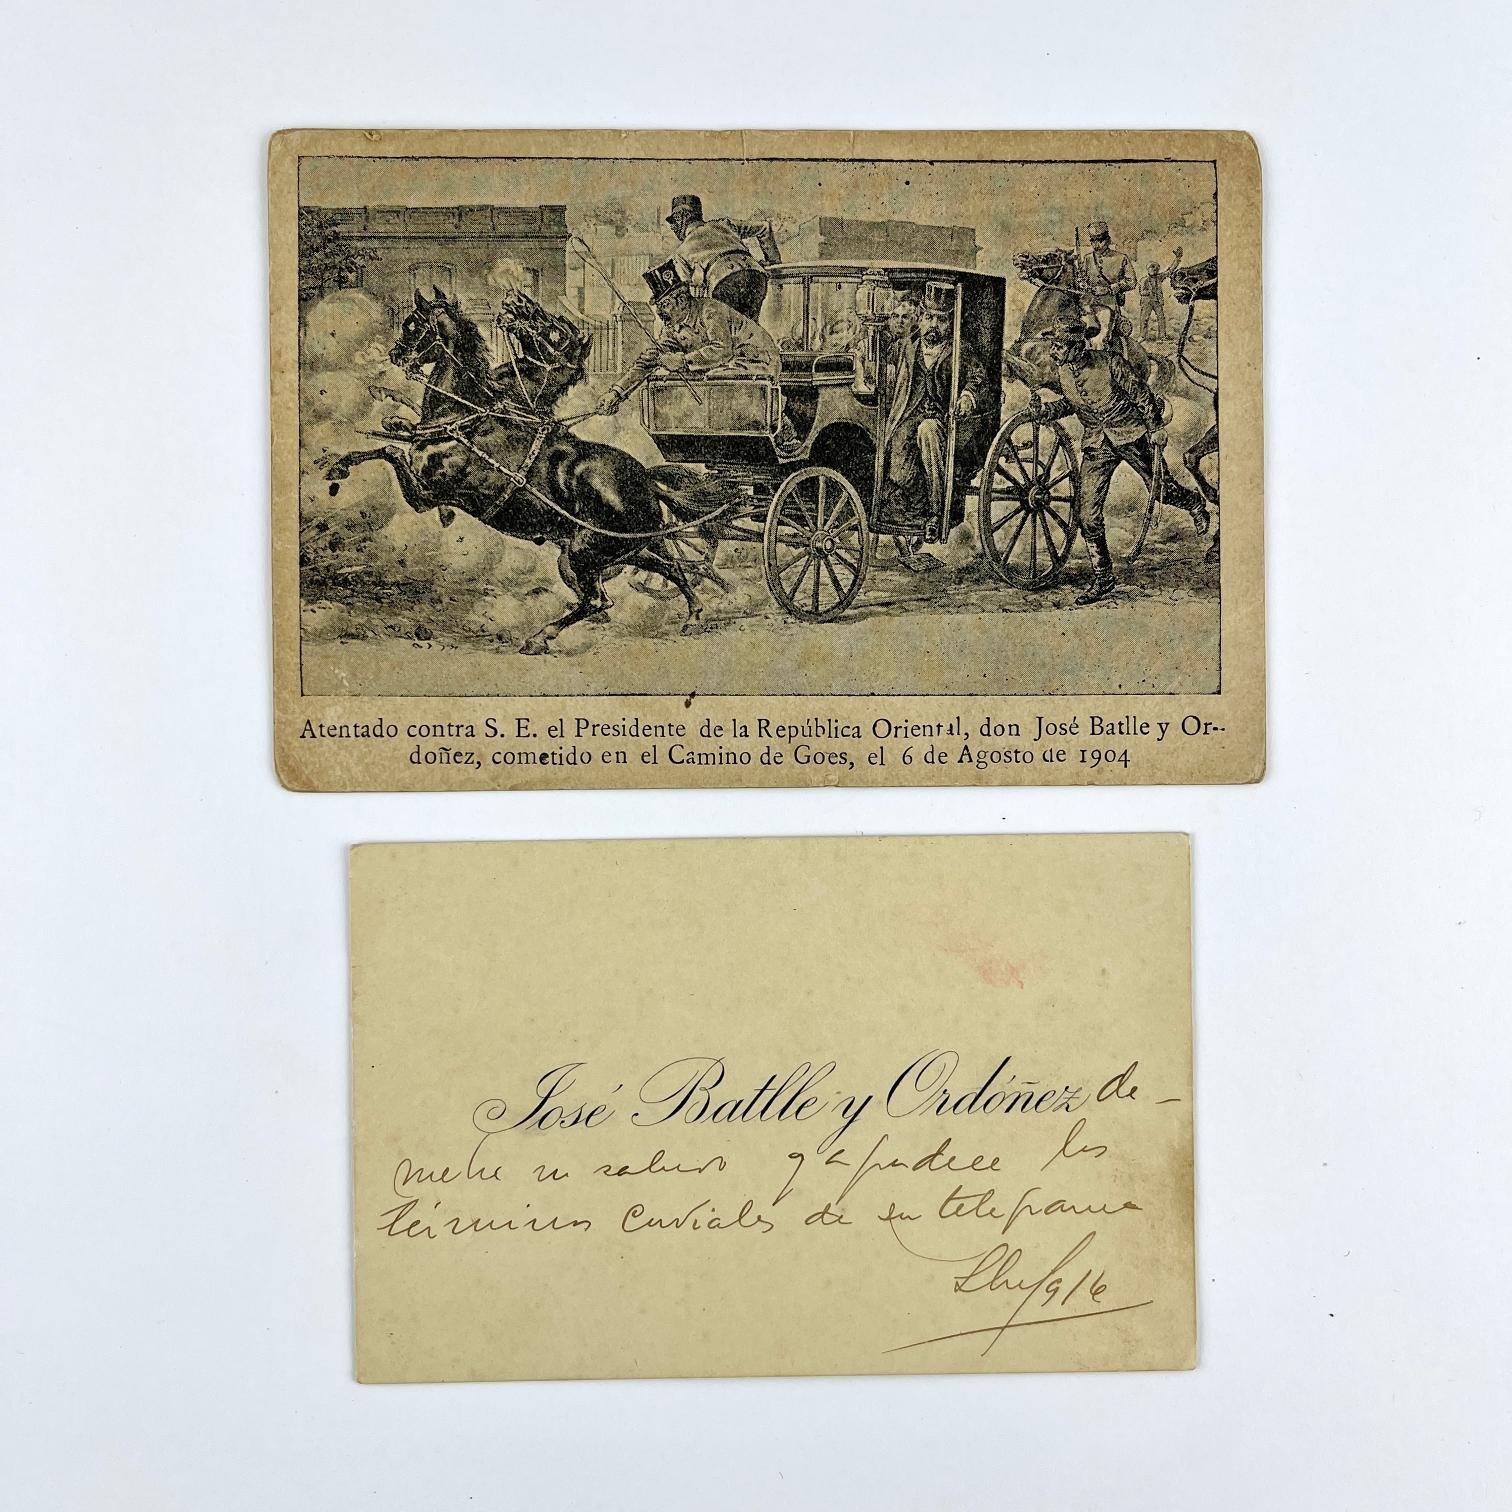 Atentado contra S. E. el Presidente de la República Oriental, don José Batlle y Or-
doñez, cometido en el Camino de Goes, el 6 de Agosto de 1904
José Batlle y Ordóñez de-
vuelve su saludo y agradece los
términos cordiales de su telegrama
916